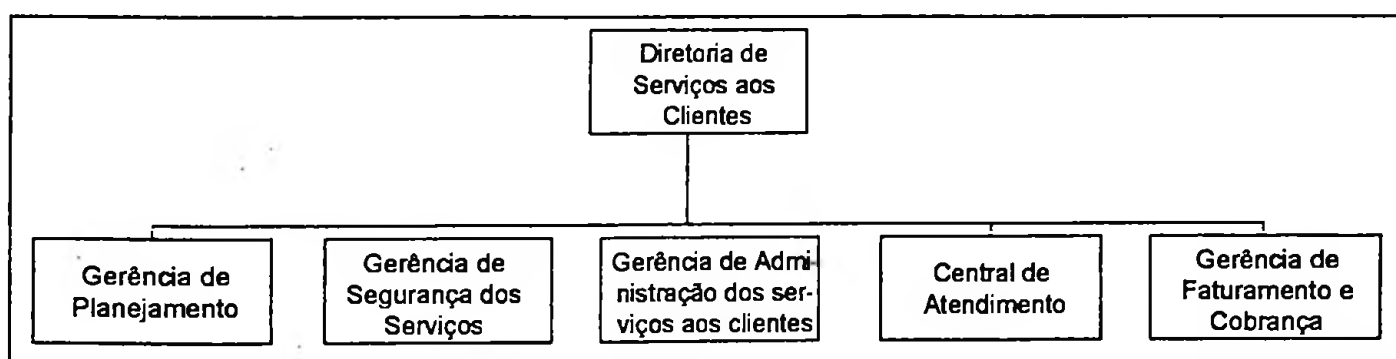 Diretoria de
Serviços aos
Clientes
Gerência de
Planejamento
Gerência de
Segurança dos
Serviços
Gerência de Admi-
nistração dos ser-
viços aos clientes
Central de
Atendimento
Gerência de
Faturamento e
Cobrança